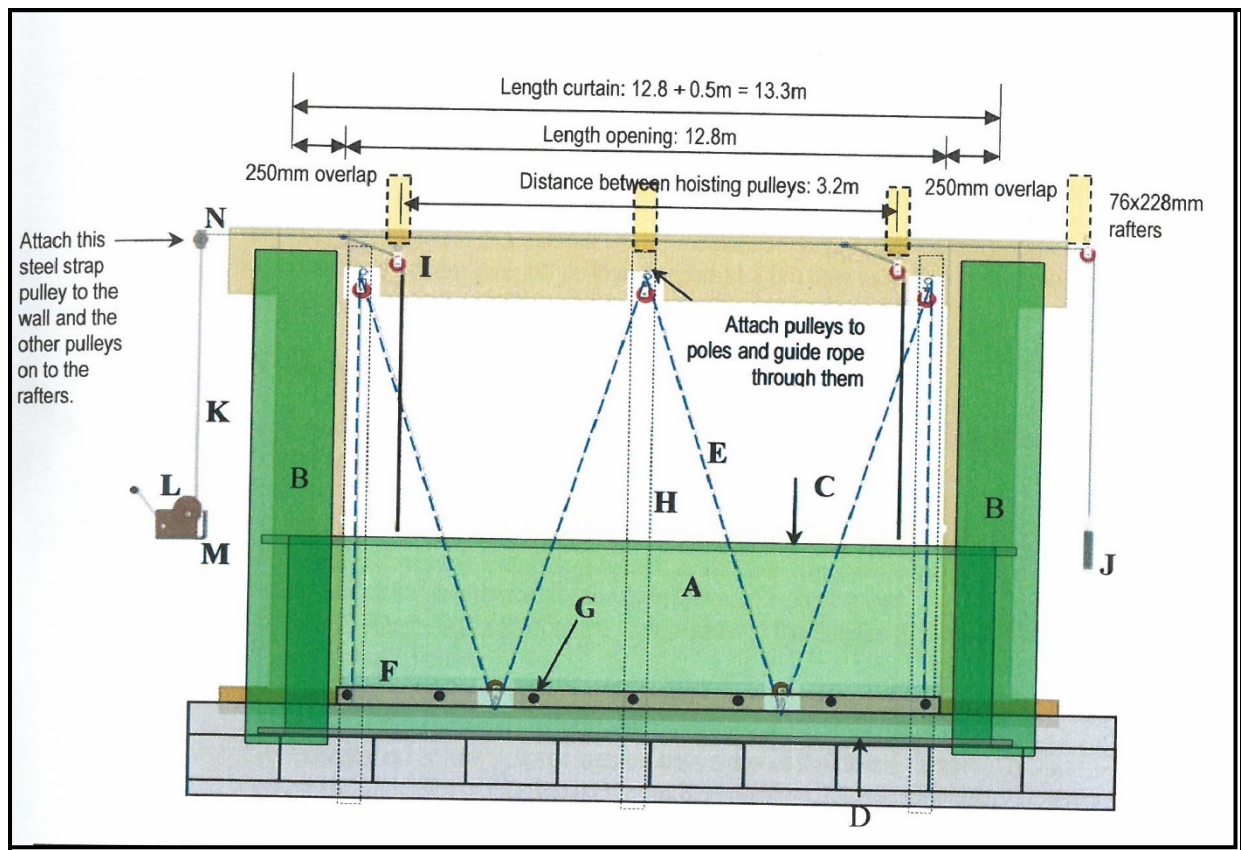 Length curtain: 12.8 + 0.5m = 13.3m
Length opening: 12.8m
250mm overlap
Distance between hoisting pulleys: 3.2m
250mm overlap
76x228mm
rafters
N
Attach this
steel strap
pulley to the
wall and the
other pulleys
on to the
rafters.
I
Attach pulleys to
poles and guide rope
through them
K
E
L
B
H
C
B
M
A
J
G
F
D